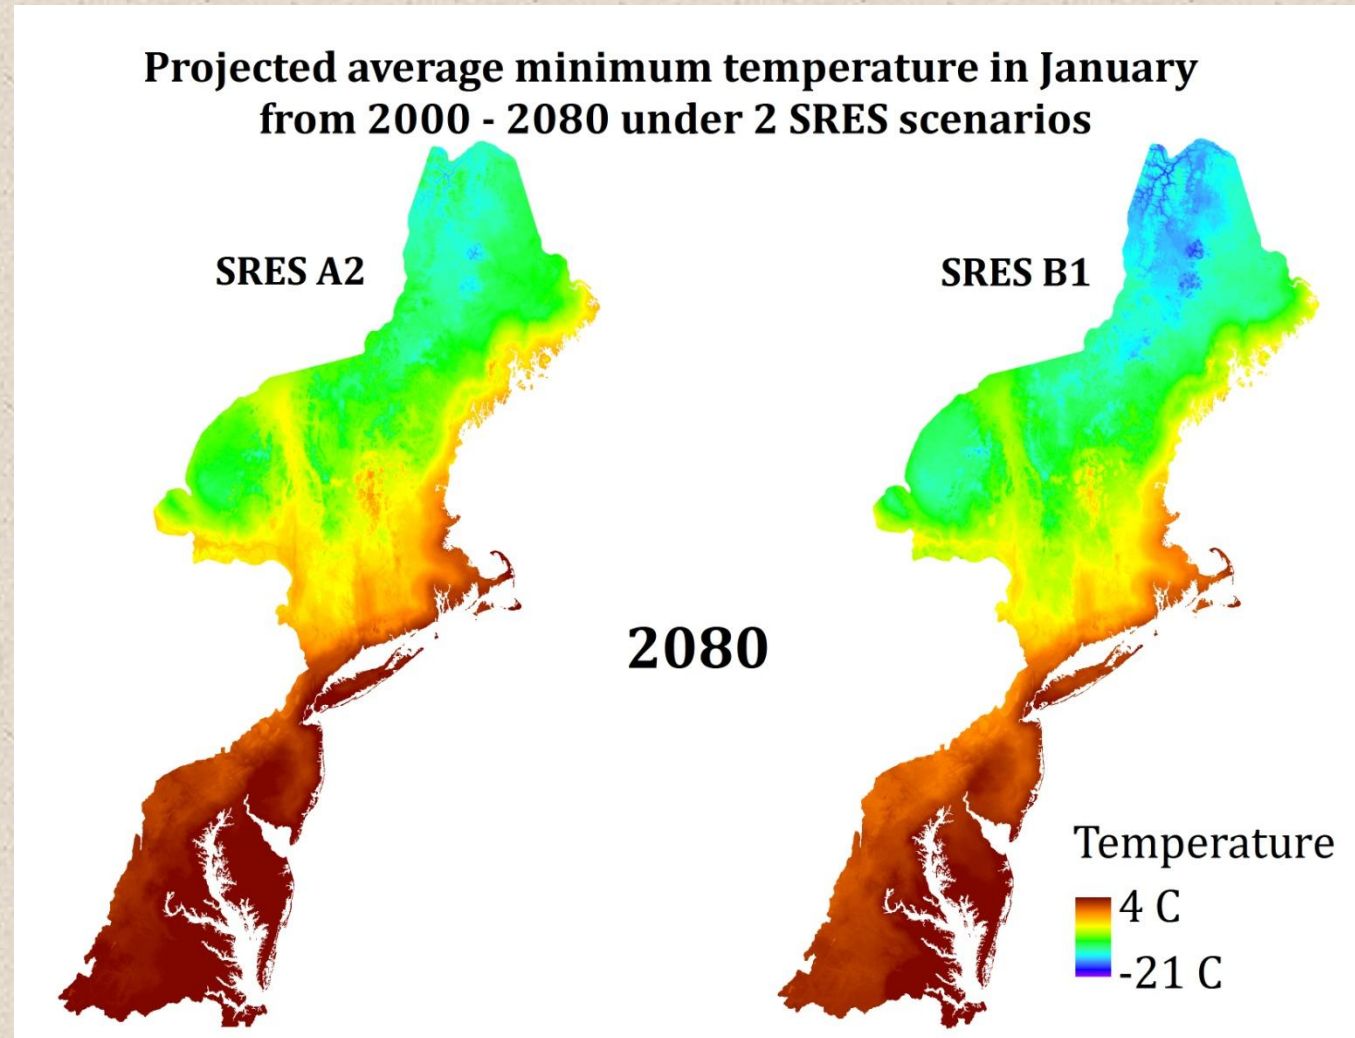 Projected average minimum temperature in January
from 2000 - 2080 under 2 SRES scenarios
SRES A2
SRES B1
2080
Temperature
4 C
-21 C